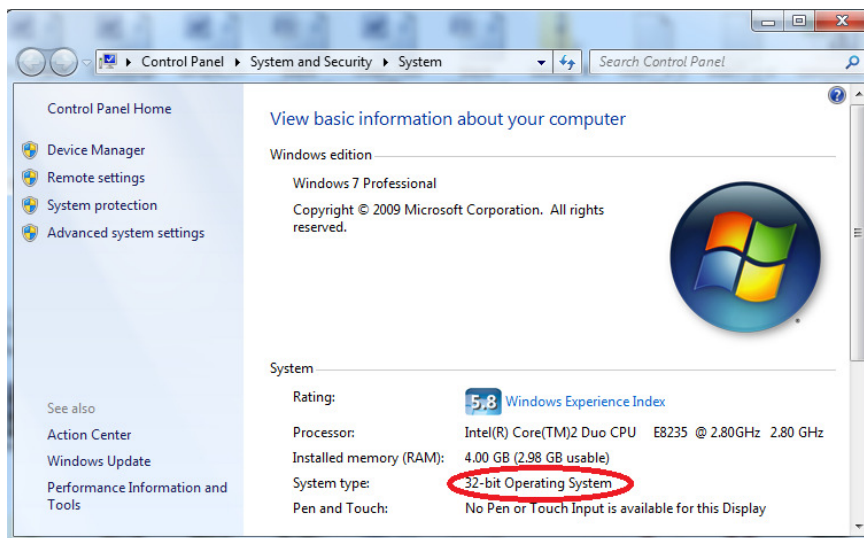 Control Panel ▸ System and Security ▸ System
Search Control Panel
Control Panel Home
Device Manager
Remote settings
System protection
Advanced system settings
See also
Action Center
Windows Update
Performance Information and
Tools
View basic information about your computer
Windows edition
Windows 7 Professional
Copyright © 2009 Microsoft Corporation. All rights
reserved.
System
Rating: 5.8 Windows Experience Index
Processor: Intel(R) Core(TM)2 Duo CPU E8235 @ 2.80GHz 2.80 GHz
Installed memory (RAM): 4.00 GB (2.98 GB usable)
System type: 32-bit Operating System
Pen and Touch: No Pen or Touch Input is available for this Display